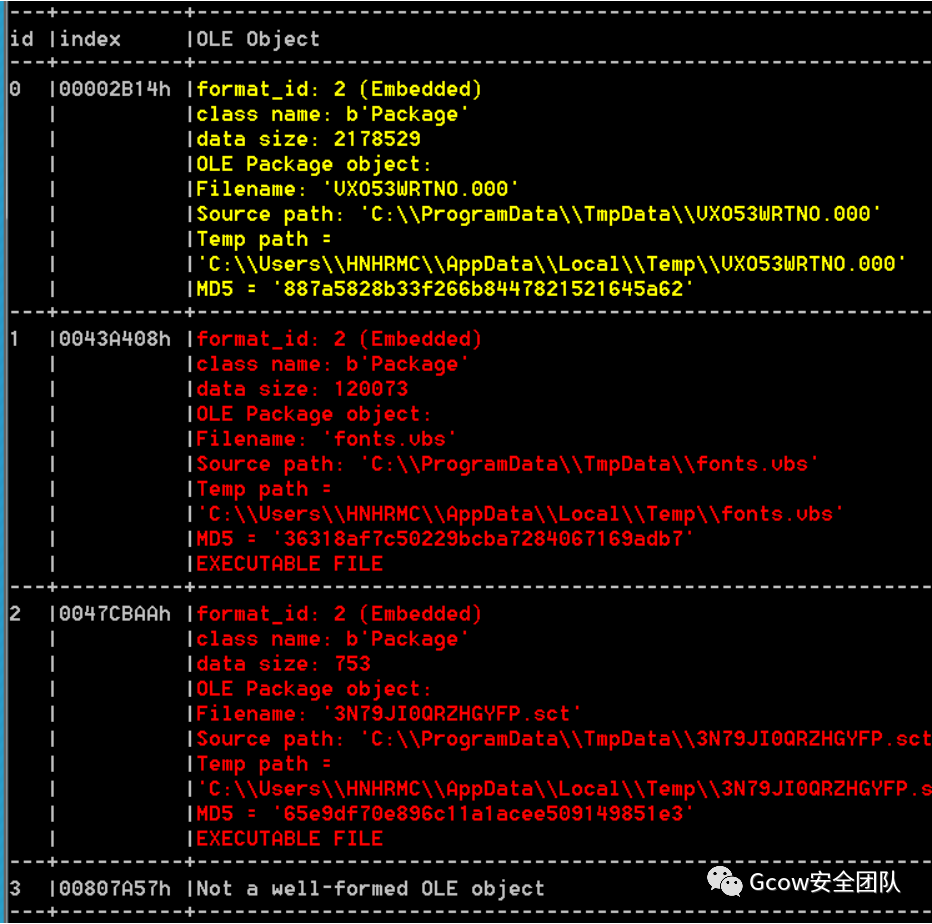 ---+----------+---------------------------------------------------------------
id |index     |OLE Object
---+----------+---------------------------------------------------------------
0  |00002B14h |format_id: 2 (Embedded)
   |          |class name: b'Package'
   |          |data size: 2178529
   |          |OLE Package object:
   |          |Filename: 'VXO53WRTNO.000'
   |          |Source path: 'C:\\ProgramData\\TmpData\\VXO53WRTNO.000'
   |          |Temp path =
   |          |'C:\\Users\\HNHRMC\\AppData\\Local\\Temp\\VXO53WRTNO.000'
   |          |MD5 = '887a5828b33f266b8447821521645a62'
---+----------+---------------------------------------------------------------
1  |0043A408h |format_id: 2 (Embedded)
   |          |class name: b'Package'
   |          |data size: 120073
   |          |OLE Package object:
   |          |Filename: 'fonts.vbs'
   |          |Source path: 'C:\\ProgramData\\TmpData\\fonts.vbs'
   |          |Temp path =
   |          |'C:\\Users\\HNHRMC\\AppData\\Local\\Temp\\fonts.vbs'
   |          |MD5 = '36318af7c50229bcba7284067169adb7'
   |          |EXECUTABLE FILE
---+----------+---------------------------------------------------------------
2  |0047CBAAh |format_id: 2 (Embedded)
   |          |class name: b'Package'
   |          |data size: 753
   |          |OLE Package object:
   |          |Filename: '3N79JI0QRZHGYFP.sct'
   |          |Source path: 'C:\\ProgramData\\TmpData\\3N79JI0QRZHGYFP.sct
   |          |Temp path =
   |          |'C:\\Users\\HNHRMC\\AppData\\Local\\Temp\\3N79JI0QRZHGYFP.s
   |          |MD5 = '65e9df70e896c11a1acee509149851e3'
   |          |EXECUTABLE FILE
---+----------+---------------------------------------------------------------
3  |00807A57h |Not a well-formed OLE object
---+----------+---------------------------------------------------------------
Gcow安全团队